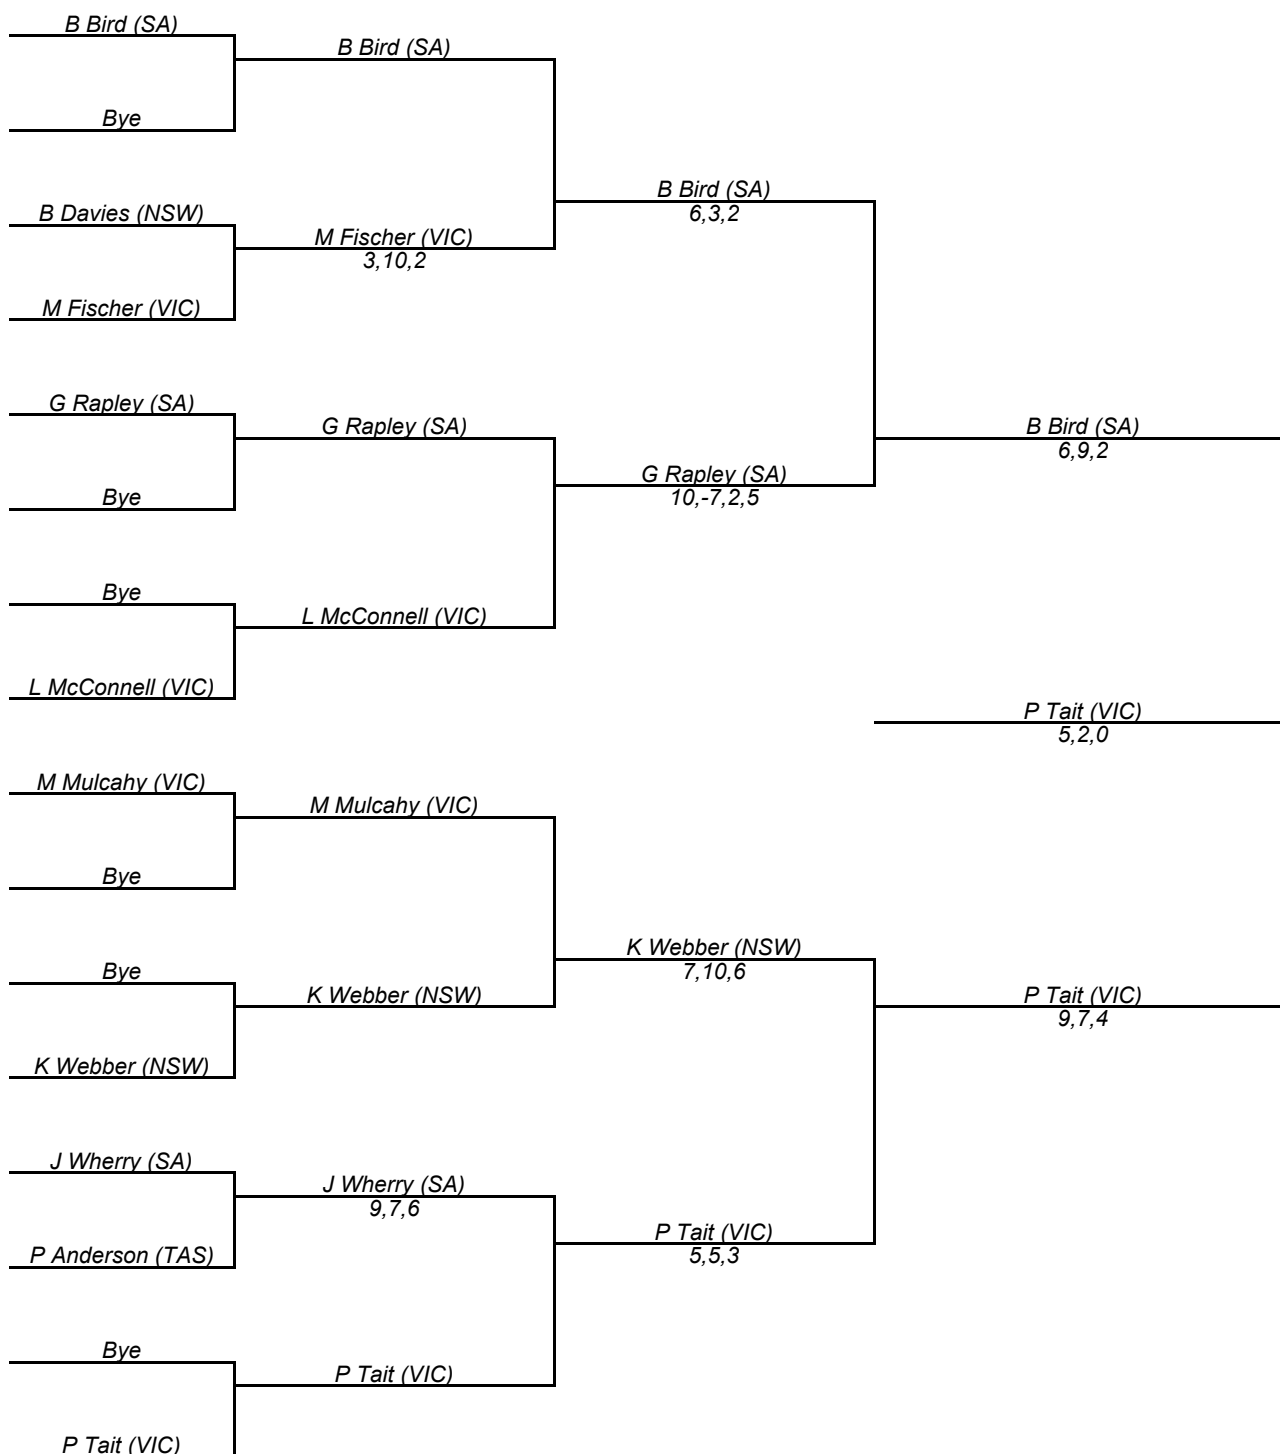 B Bird (SA)
B Bird (SA)
Bye
B Bird (SA)
6,3,2
B Davies (NSW)
M Fischer (VIC)
3,10,2
M Fischer (VIC)
G Rapley (SA)
G Rapley (SA)
B Bird (SA)
6,9,2
G Rapley (SA)
10,-7,2,5
Bye
Bye
L McConnell (VIC)
L McConnell (VIC)
P Tait (VIC)
5,2,0
M Mulcahy (VIC)
M Mulcahy (VIC)
Bye
K Webber (NSW)
7,10,6
Bye
K Webber (NSW)
P Tait (VIC)
9,7,4
K Webber (NSW)
J Wherry (SA)
J Wherry (SA)
9,7,6
P Tait (VIC)
5,5,3
P Anderson (TAS)
Bye
P Tait (VIC)
P Tait (VIC)